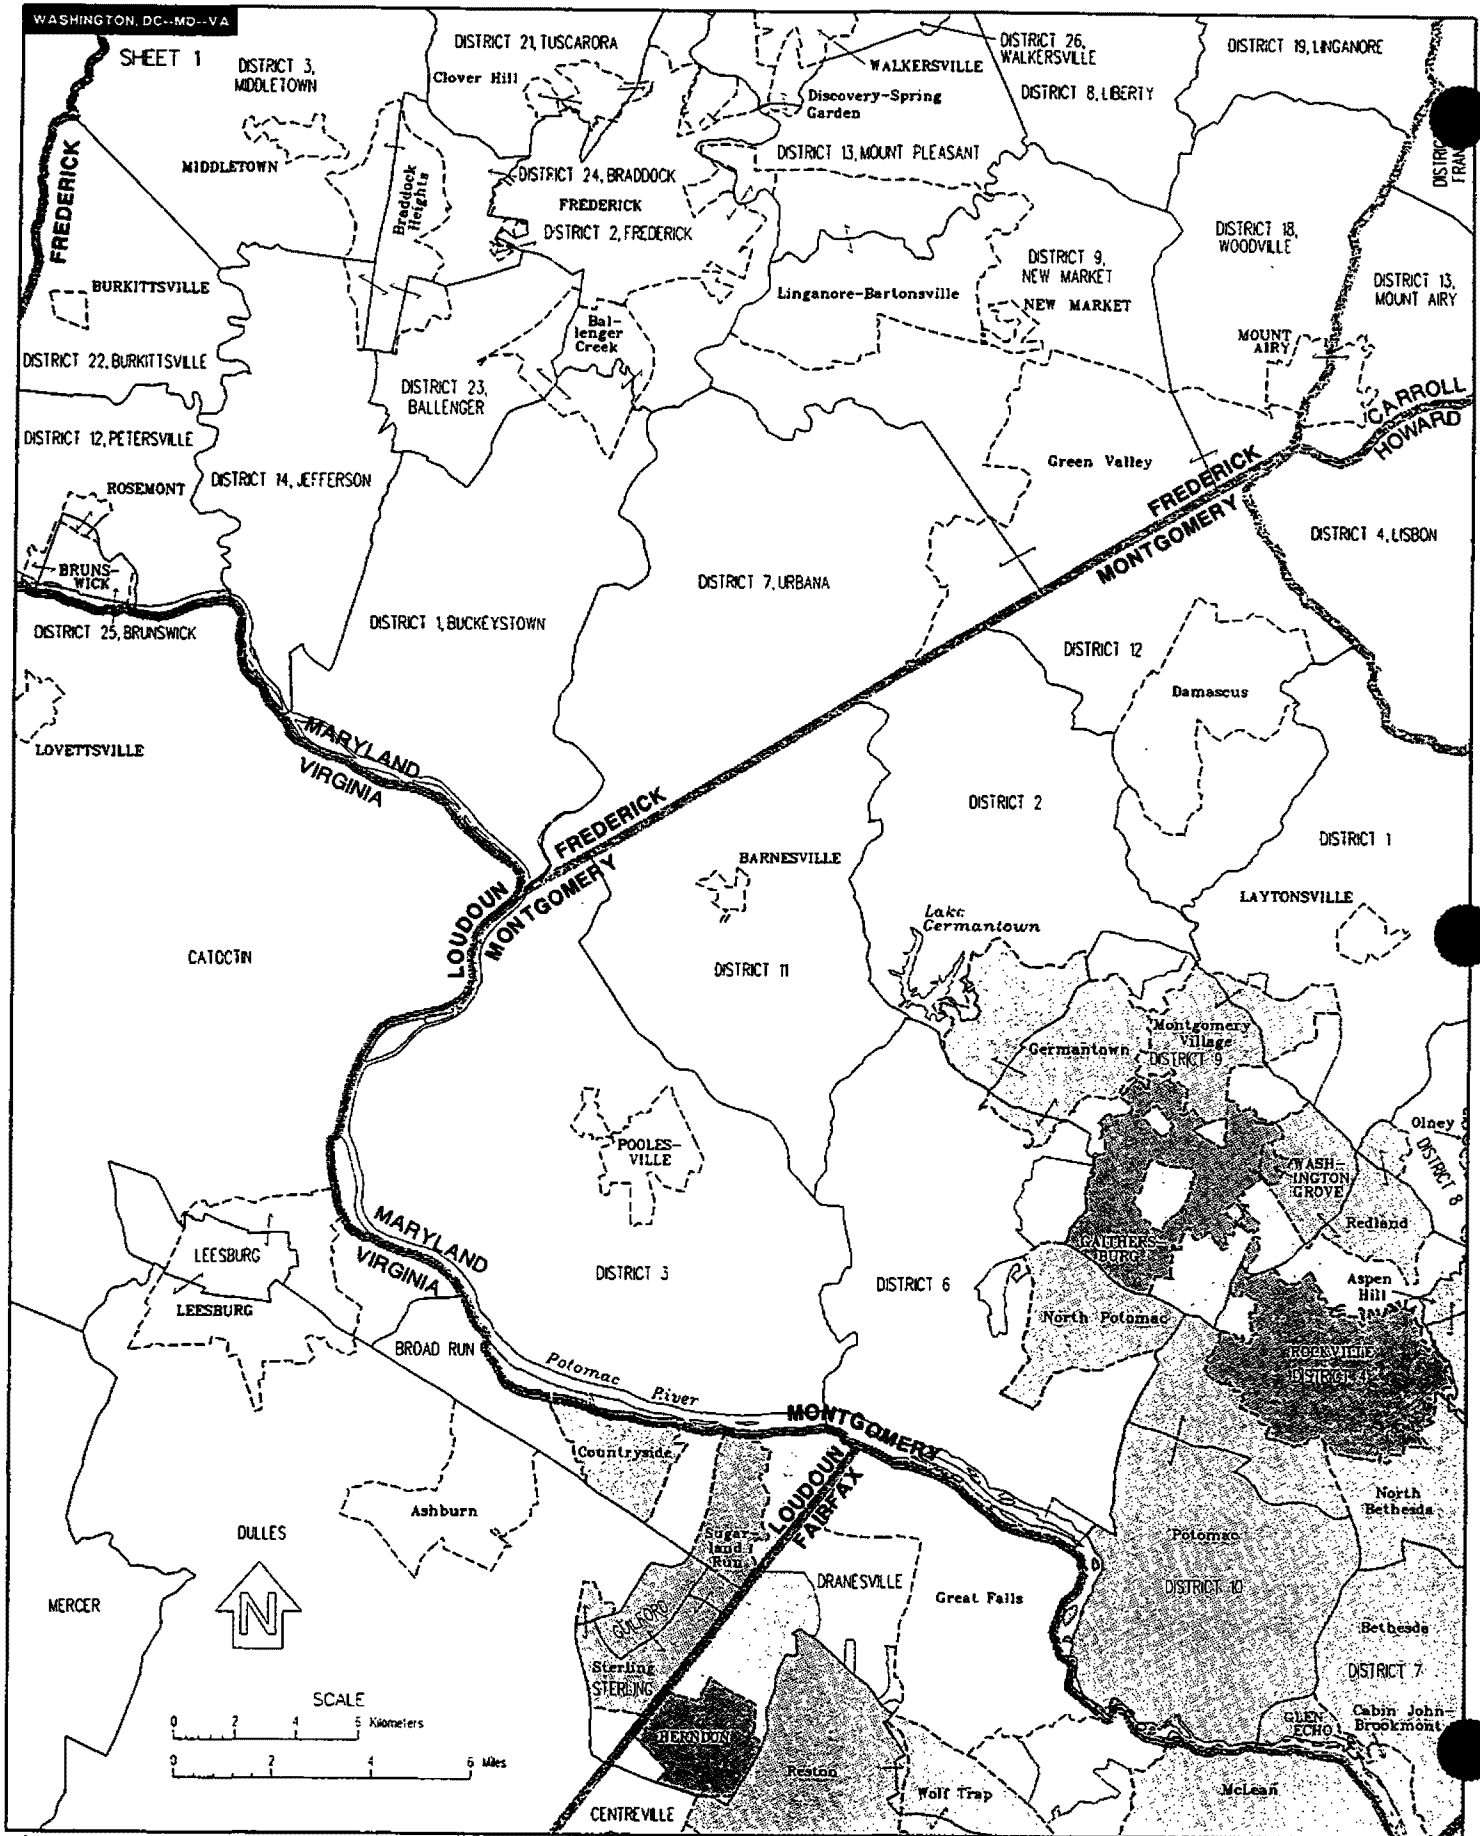 WASHINGTON, DC--MD--VA
SHEET 1
DISTRICT 3,
MIDDLETOWN
DISTRICT 21, TUSCARORA
Clover Hill
WALKERSVILLE
DISTRICT 26,
WALKERSVILLE
DISTRICT 19, LINGANORE
DISTRICT 8, LIBERTY
Discovery-Spring
Garden
MIDDLETOWN
FREDERICK
Braddock
Heights
DISTRICT 24, BRADDOCK
FREDERICK
DISTRICT 2, FREDERICK
DISTRICT 13, MOUNT PLEASANT
DISTRICT 18,
WOODVILLE
DISTRICT 9,
NEW MARKET
NEW MARKET
DISTRICT 13,
MOUNT AIRY
BURKITTSVILLE
Linganore-Bartonsville
Bal-
lenger
Creek
MOUNT
AIRY
DISTRICT 22, BURKITTSVILLE
DISTRICT 23,
BALLENGER
CARROLL
HOWARD
DISTRICT 12, PETERSVILLE
ROSEMONT
DISTRICT 14, JEFFERSON
Green Valley
FREDERICK
MONTGOMERY
DISTRICT 4, LISBON
BRUNS-
WICK
DISTRICT 7, URBANA
DISTRICT 25, BRUNSWICK
DISTRICT 1, BUCKEYSTOWN
DISTRICT 12
Damascus
LOVETTSVILLE
MARYLAND
VIRGINIA
DISTRICT 2
FREDERICK
MONTGOMERY
BARNESVILLE
DISTRICT 1
LAYTONSVILLE
LOUDOUN
MONTGOMERY
Lake
Germantown
CATOCTIN
DISTRICT 11
Montgomery
Village
Germantown
DISTRICT 9
Olney
DISTRICT 8
POOLES-
VILLE
WASH-
INGTON
GROVE
Redland
MARYLAND
VIRGINIA
LEESBURG
LEESBURG
GAITHERS-
BURG
DISTRICT 3
DISTRICT 6
Aspen
Hill
North Potomac
BROAD RUN
ROCKVILLE
DISTRICT 4
Potomac River
MONTGOMERY
Countryside
LOUDOUN
FAIRFAX
North
Bethesda
Ashburn
DULLES
Sugar-
land
Run
Potomac
DISTRICT 10
DRANESVILLE
Great Falls
MERCER
N
GUILFORD
Bethesda
Sterling
STERLING
DISTRICT 7
SCALE
0 2 4 6 Kilometers
0 2 4 6 Miles
GLEN
ECHO
Cabin John-
Brookmont
HERNDON
Reston
Wolf Trap
McLean
CENTREVILLE